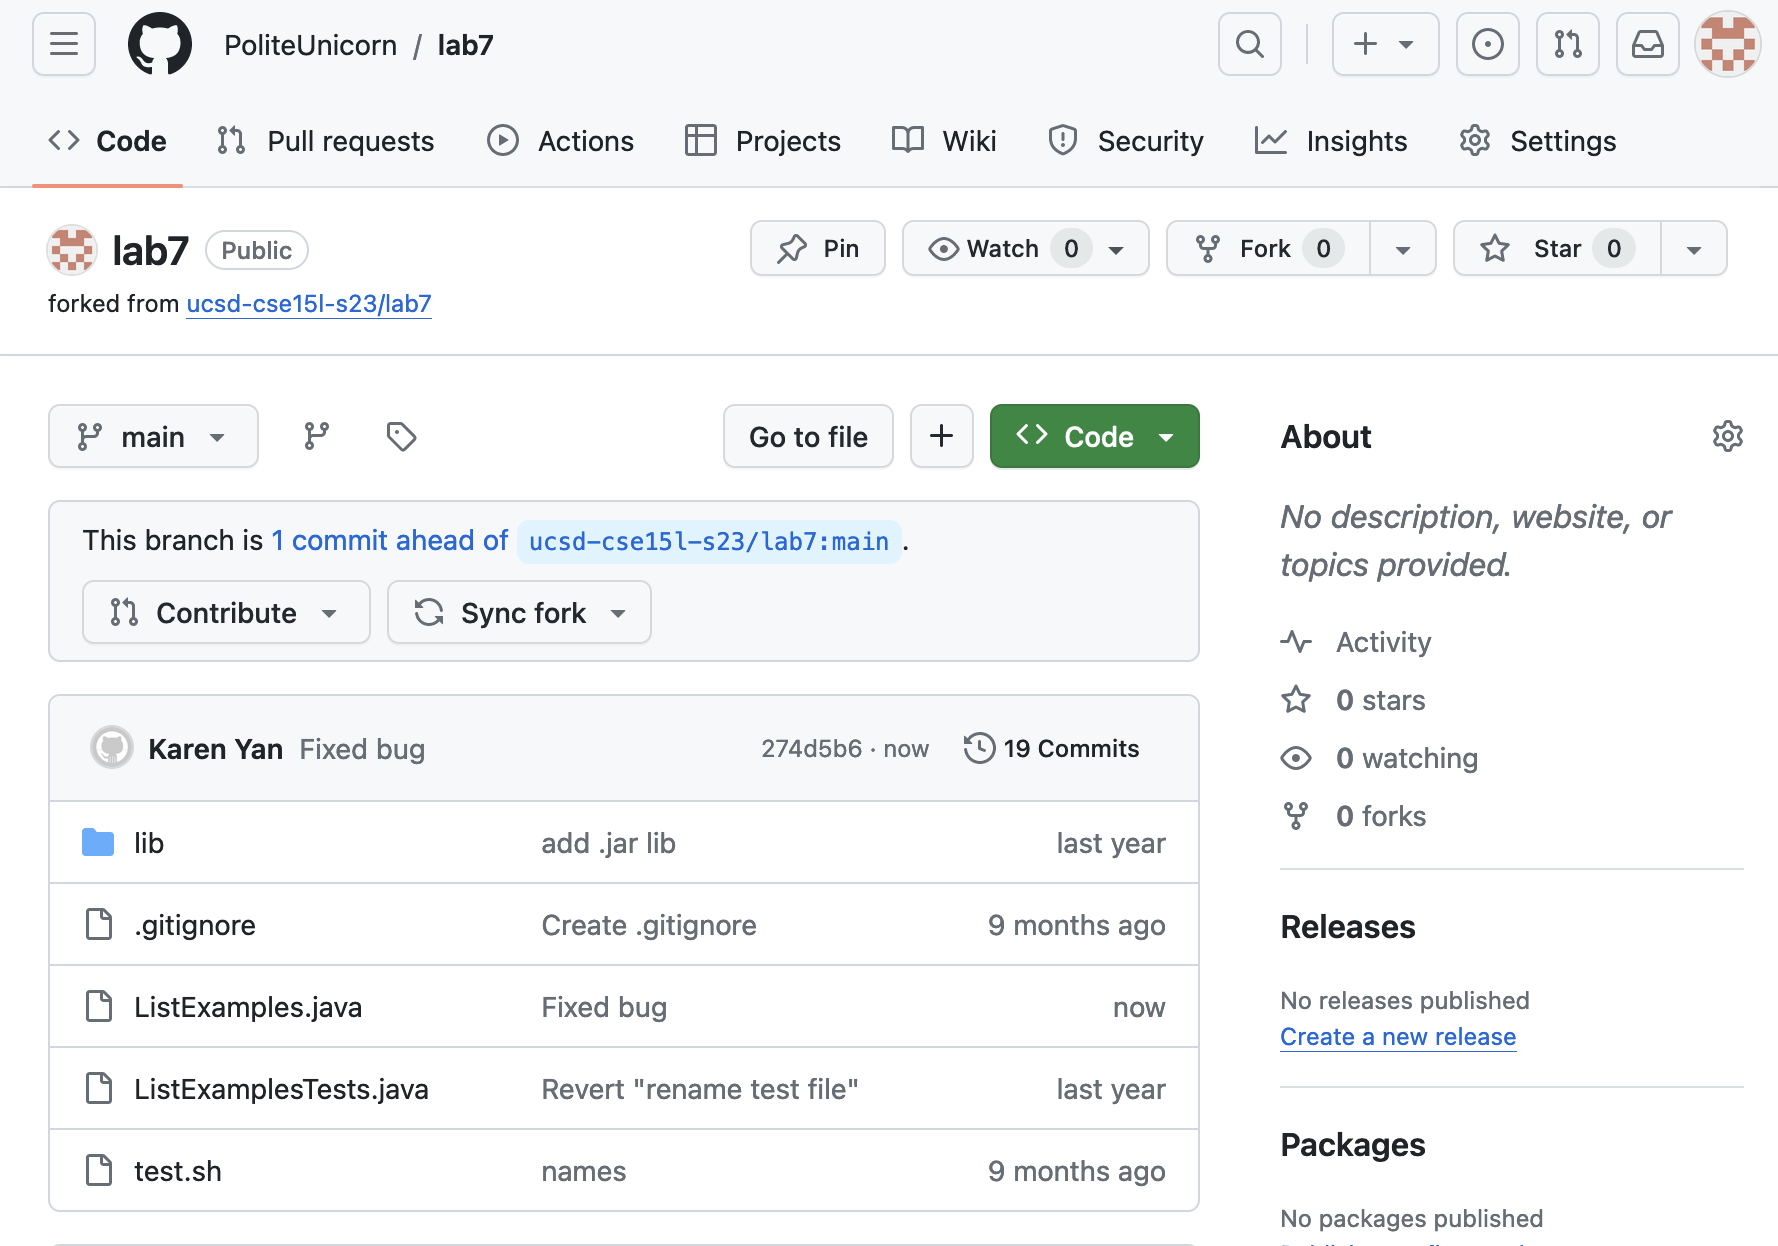 PoliteUnicorn / lab7
Code Pull requests Actions Projects Wiki Security Insights Settings
lab7 Public Pin Watch 0 Fork 0 Star 0
forked from ucsd-cse15l-s23/lab7
main Go to file + Code About
No description, website, or
topics provided.
This branch is 1 commit ahead of ucsd-cse15l-s23/lab7:main .
Contribute Sync fork
Activity
0 stars
0 watching
0 forks
Karen Yan Fixed bug 274d5b6 · now 19 Commits
lib add .jar lib last year
.gitignore Create .gitignore 9 months ago
ListExamples.java Fixed bug now
ListExamplesTests.java Revert "rename test file" last year
test.sh names 9 months ago
Releases
No releases published
Create a new release
Packages
No packages published